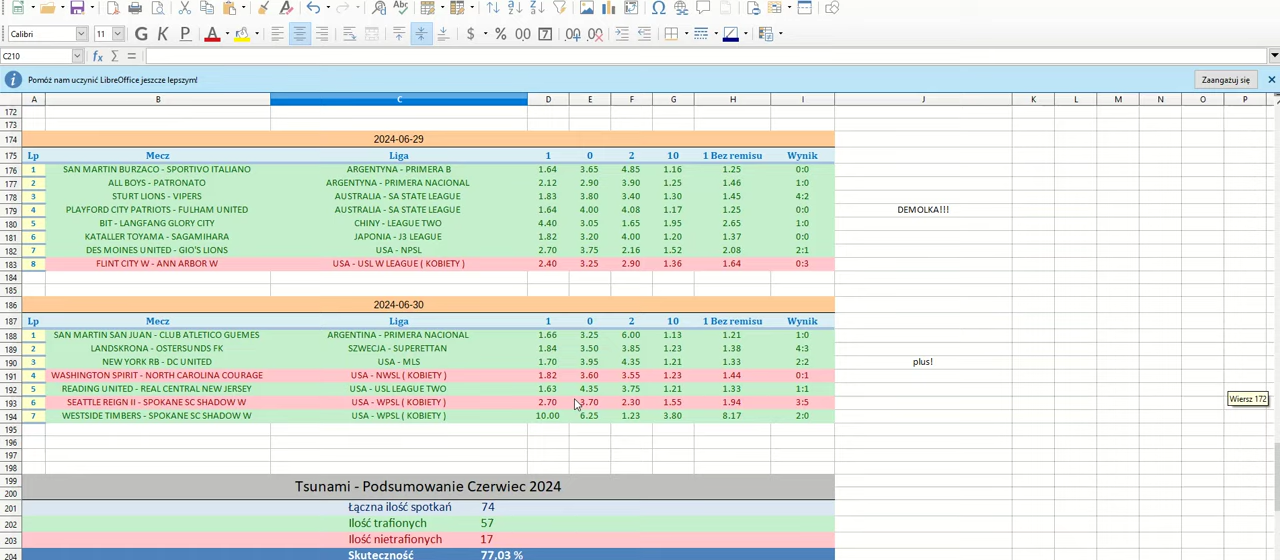 Calibri 11 G K P A
C210
Pomóż nam uczynić LibreOffice jeszcze lepszym! Zaangażuj się
A B C D E F G H I J K L M N O P
172
173
174 2024-06-29
175 Lp Mecz Liga 1 0 2 10 1 Bez remisu Wynik
176 1 SAN MARTIN BURZACO - SPORTIVO ITALIANO ARGENTYNA - PRIMERA B 1.64 3.65 4.85 1.16 1.25 0:0
177 2 ALL BOYS - PATRONATO ARGENTYNA - PRIMERA NACIONAL 2.12 2.90 3.90 1.25 1.46 1:0
178 3 STURT LIONS - VIPERS AUSTRALIA - SA STATE LEAGUE 1.83 3.80 3.40 1.30 1.45 4:2
179 4 PLAYFORD CITY PATRIOTS - FULHAM UNITED AUSTRALIA - SA STATE LEAGUE 1.64 4.00 4.08 1.17 1.25 0:0 DEMOLKA!!!
180 5 BIT - LANGFANG GLORY CITY CHINY - LEAGUE TWO 4.40 3.05 1.65 1.95 2.65 1:0
181 6 KATALLER TOYAMA - SAGAMIHARA JAPONIA - J3 LEAGUE 1.82 3.20 4.00 1.20 1.37 0:0
182 7 DES MOINES UNITED - GIO'S LIONS USA - NPSL 2.70 3.75 2.16 1.52 2.08 2:1
183 8 FLINT CITY W - ANN ARBOR W USA - USL W LEAGUE ( KOBIETY ) 2.40 3.25 2.90 1.36 1.64 0:3
184
185
186 2024-06-30
187 Lp Mecz Liga 1 0 2 10 1 Bez remisu Wynik
188 1 SAN MARTIN SAN JUAN - CLUB ATLETICO GUEMES ARGENTINA - PRIMERA NACIONAL 1.66 3.25 6.00 1.13 1.21 1:0
189 2 LANDSKRONA - OSTERSUNDS FK SZWECJA - SUPERETTAN 1.84 3.50 3.85 1.23 1.38 4:3
190 3 NEW YORK RB - DC UNITED USA - MLS 1.70 3.95 4.35 1.21 1.33 2:2 plus!
191 4 WASHINGTON SPIRIT - NORTH CAROLINA COURAGE USA - NWSL ( KOBIETY ) 1.82 3.60 3.55 1.23 1.44 0:1
192 5 READING UNITED - REAL CENTRAL NEW JERSEY USA - USL LEAGUE TWO 1.63 4.35 3.75 1.21 1.33 1:1
193 6 SEATTLE REIGN II - SPOKANE SC SHADOW W USA - WPSL ( KOBIETY ) 2.70 3.70 2.30 1.55 1.94 3:5 Wiersz 172
194 7 WESTSIDE TIMBERS - SPOKANE SC SHADOW W USA - WPSL ( KOBIETY ) 10.00 6.25 1.23 3.80 8.17 2:0
195
196
197
198
199 Tsunami - Podsumowanie Czerwiec 2024
200
201 Łączna ilość spotkań 74
202 Ilość trafionych 57
203 Ilość nietrafionych 17
204 Skuteczność 77,03 %